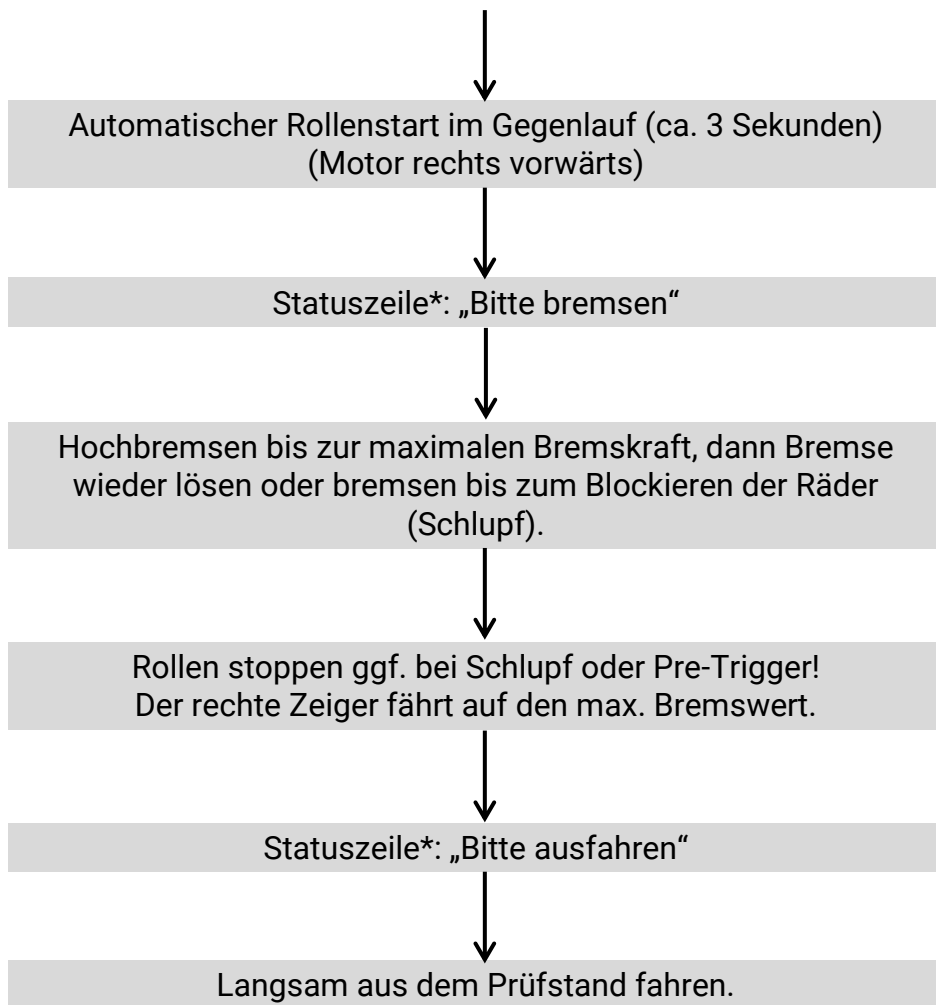 Automatischer Rollenstart im Gegenlauf (ca. 3 Sekunden)
(Motor rechts vorwärts)
Statuszeile*: „Bitte bremsen“
Hochbremsen bis zur maximalen Bremskraft, dann Bremse
wieder lösen oder bremsen bis zum Blockieren der Räder
(Schlupf).
Rollen stoppen ggf. bei Schlupf oder Pre-Trigger!
Der rechte Zeiger fährt auf den max. Bremswert.
Statuszeile*: „Bitte ausfahren“
Langsam aus dem Prüfstand fahren.